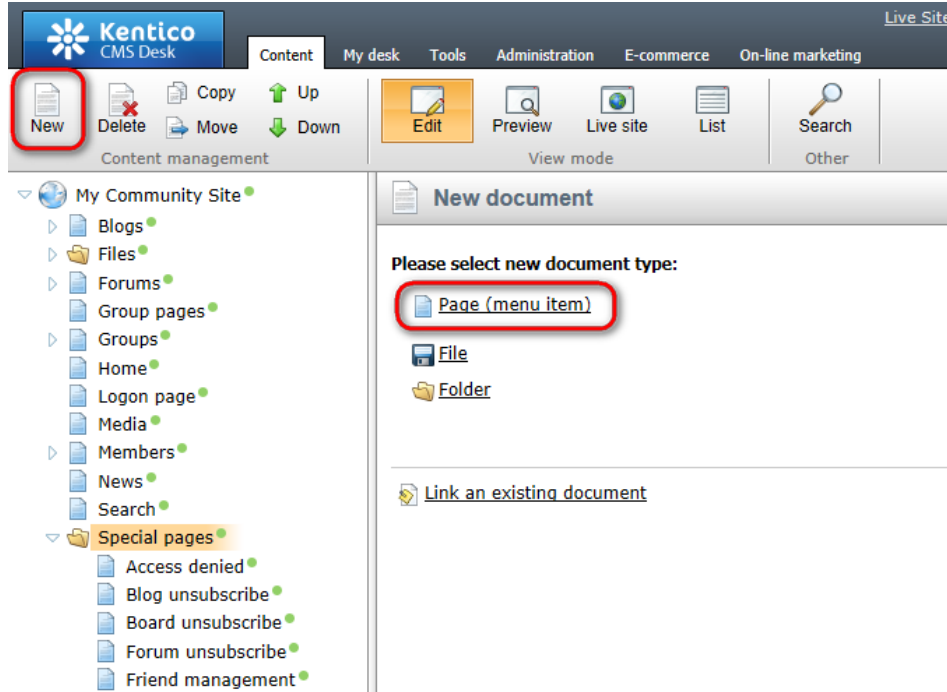 Live Site
Kentico
CMS Desk
Content My desk Tools Administration E-commerce On-line marketing
New Delete Copy Move Up Down
Content management
Edit Preview Live site List
View mode
Search
Other
My Community Site
Blogs
Files
Forums
Group pages
Groups
Home
Logon page
Media
Members
News
Search
Special pages
Access denied
Blog unsubscribe
Board unsubscribe
Forum unsubscribe
Friend management
New document
Please select new document type:
Page (menu item)
File
Folder
Link an existing document